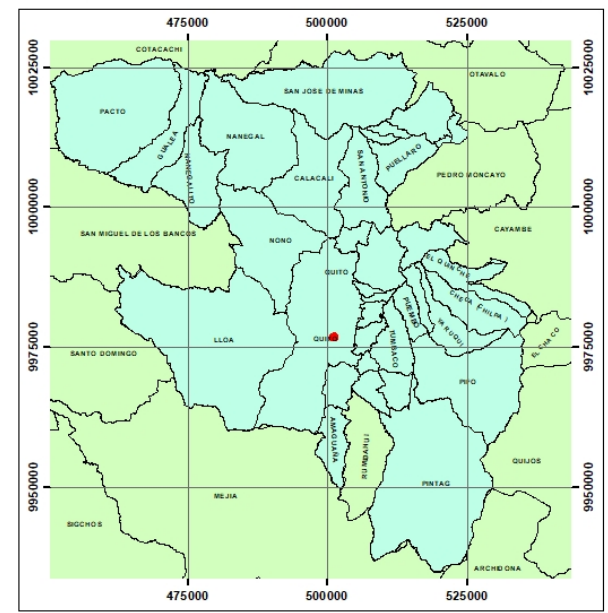 475000 500000 525000
10025000
10025000
COTACACHI
OTAVALO
SAN JOSE DE MINAS
PACTO
NANEGAL
GUALEA
PUELLARO
SAN ANTONIO
NANEGALITO
CALACALI
PEDRO MONCAYO
10000000
10000000
SAN MIGUEL DE LOS BANCOS
NONO
CAYAMBE
QUITO
EL QUINCHE
CHECA (CHILPA)
PUEMBO
YARUQUI
LLOA
TUMBACO
EL CHACO
9975000
9975000
SANTO DOMINGO
PIFO
AMAGUAÑA
RUMIÑAHUI
QUIJOS
PINTAG
MEJIA
9950000
9950000
SIGCHOS
ARCHIDONA
475000 500000 525000